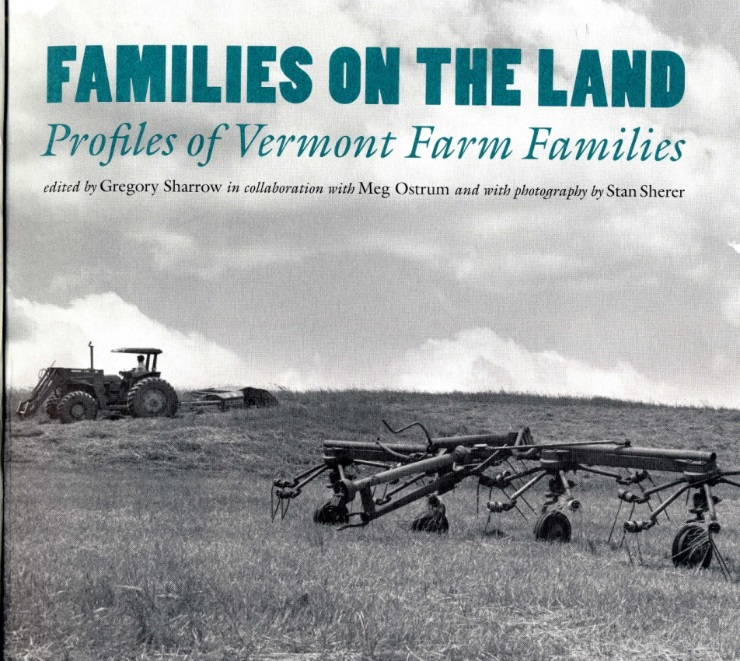 FAMILIES ON THE LAND
Profiles of Vermont Farm Families
edited by Gregory Sharrow in collaboration with Meg Ostrum and with photography by Stan Sherer